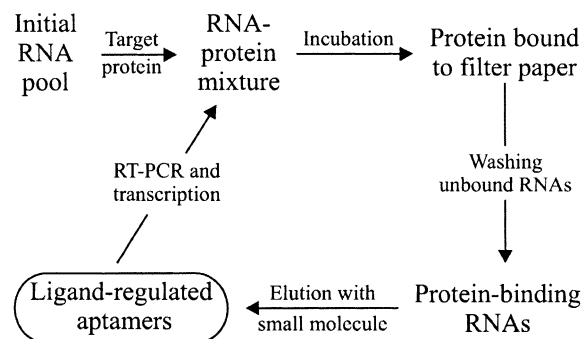 Initial
RNA
pool
Target
protein
RNA-
protein
mixture
Incubation
Protein bound
to filter paper
Washing
unbound RNAs
Protein-binding
RNAs
Elution with
small molecule
Ligand-regulated
aptamers
RT-PCR and
transcription